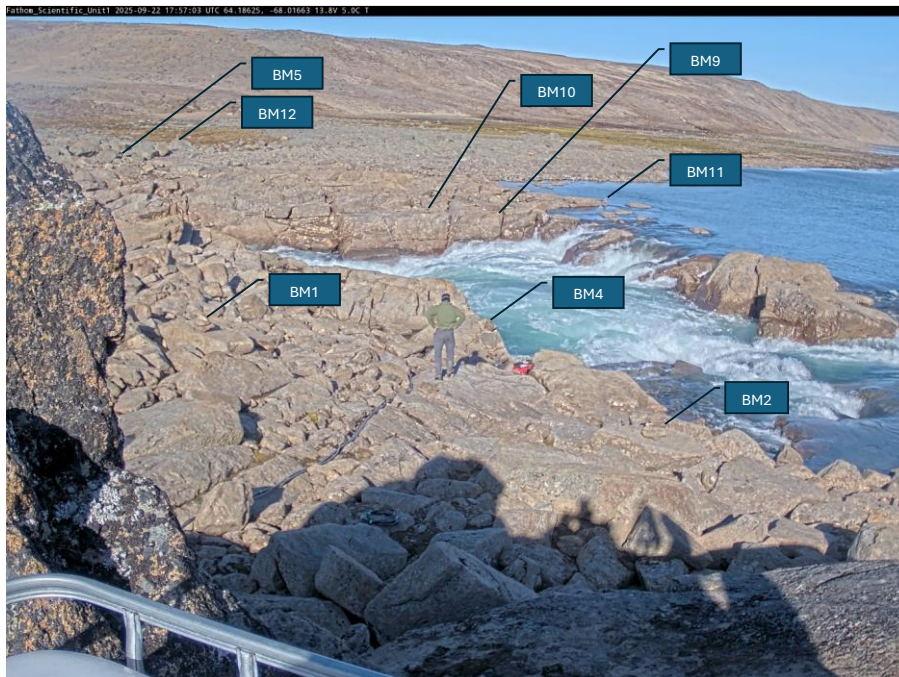 Fathom_Scientific_Unit1 2025-09-22 17:57:03 UTC 64.18625, -68.01663 13.8V 5.0C T
BM5
BM9
BM10
BM12
BM11
BM1
BM4
BM2